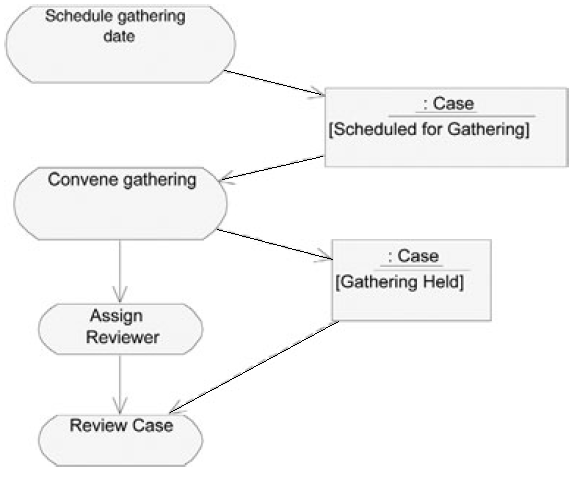 Schedule gathering
date
: Case
[Scheduled for Gathering]
Convene gathering
: Case
[Gathering Held]
Assign
Reviewer
Review Case